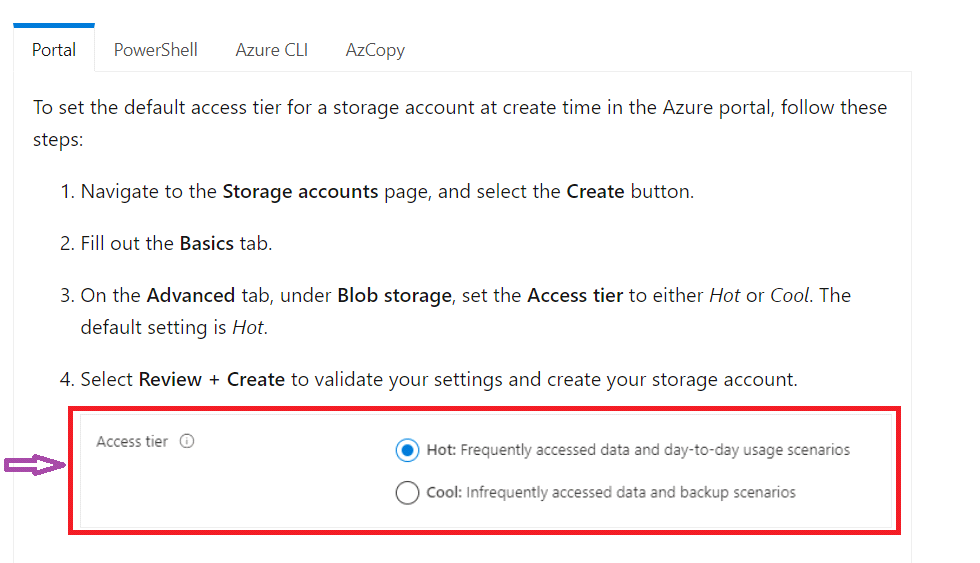 Portal PowerShell Azure CLI AzCopy
To set the default access tier for a storage account at create time in the Azure portal, follow these
steps:
1. Navigate to the Storage accounts page, and select the Create button.
2. Fill out the Basics tab.
3. On the Advanced tab, under Blob storage, set the Access tier to either Hot or Cool. The
default setting is Hot.
4. Select Review + Create to validate your settings and create your storage account.
Access tier
Hot: Frequently accessed data and day-to-day usage scenarios
Cool: Infrequently accessed data and backup scenarios